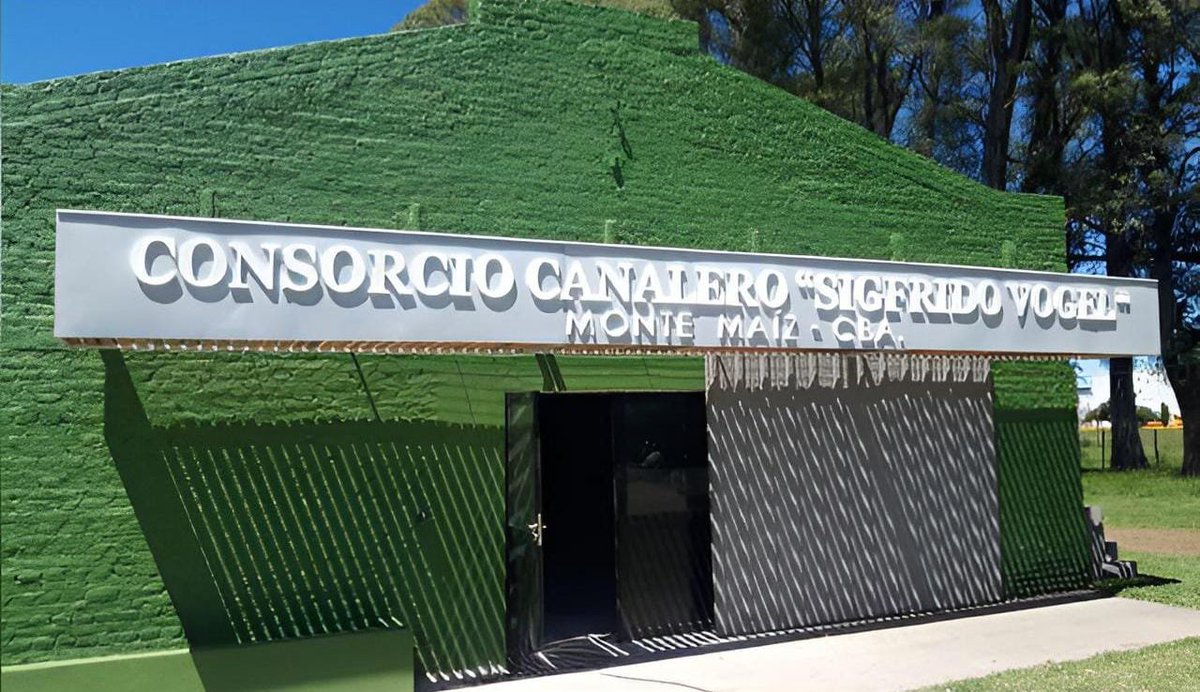 CONSORCIO CANALERO "SIGFRIDO VOGEL"
MONTE MAÍZ . CBA.